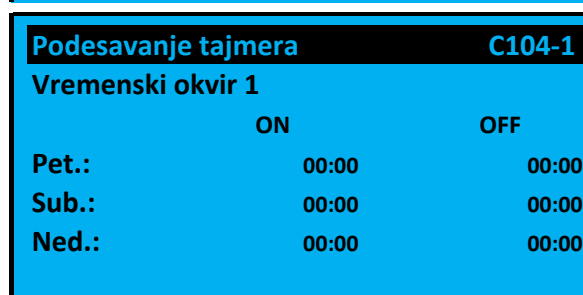 Podesavanje tajmera C104-1
Vremenski okvir 1
ON OFF
Pet.: 00:00 00:00
Sub.: 00:00 00:00
Ned.: 00:00 00:00